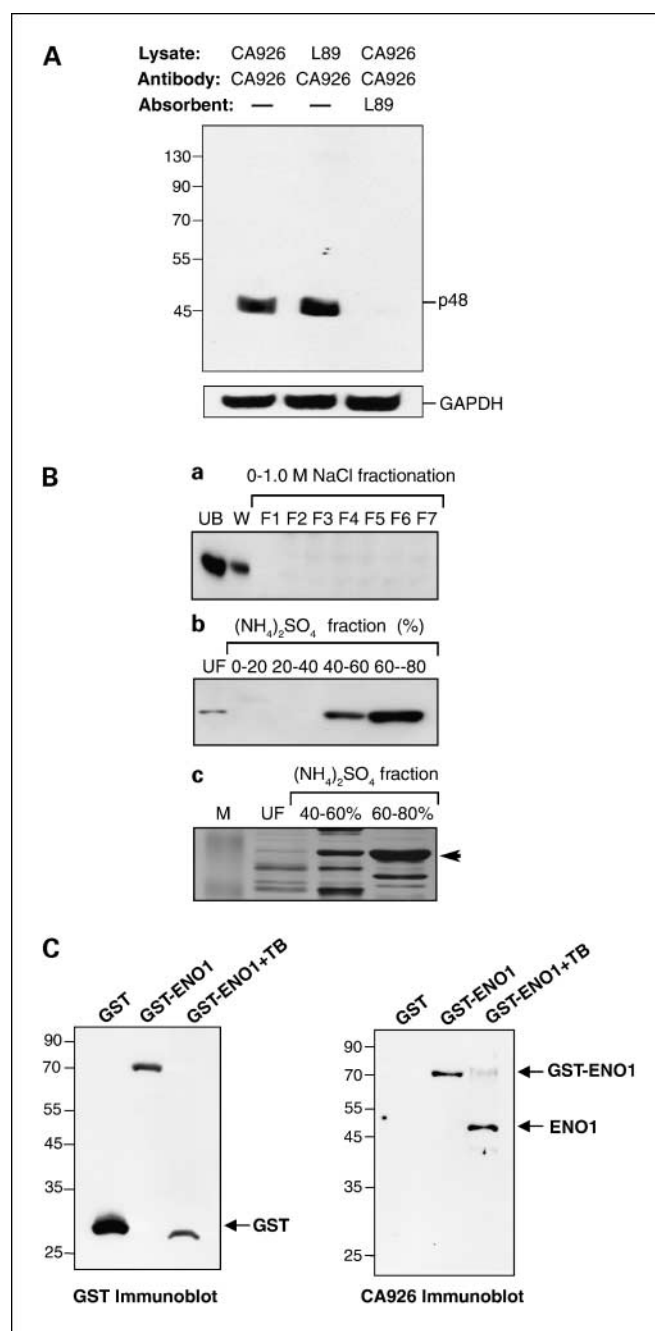 A
Lysate: CA926 L89 CA926
Antibody: CA926 CA926 CA926
Absorbent: — — L89
130
90
70
55
45
p48
GAPDH
B
a
0-1.0 M NaCl fractionation
UB W F1 F2 F3 F4 F5 F6 F7
b
(NH4)2SO4 fraction (%)
UF 0-20 20-40 40-60 60--80
c
(NH4)2SO4 fraction
M UF 40-60% 60-80%
C
GST GST-ENO1 GST-ENO1+TB
90
70
55
45
35
25
GST
GST Immunoblot
GST GST-ENO1 GST-ENO1+TB
90
70
55
45
35
25
GST-ENO1
ENO1
CA926 Immunoblot